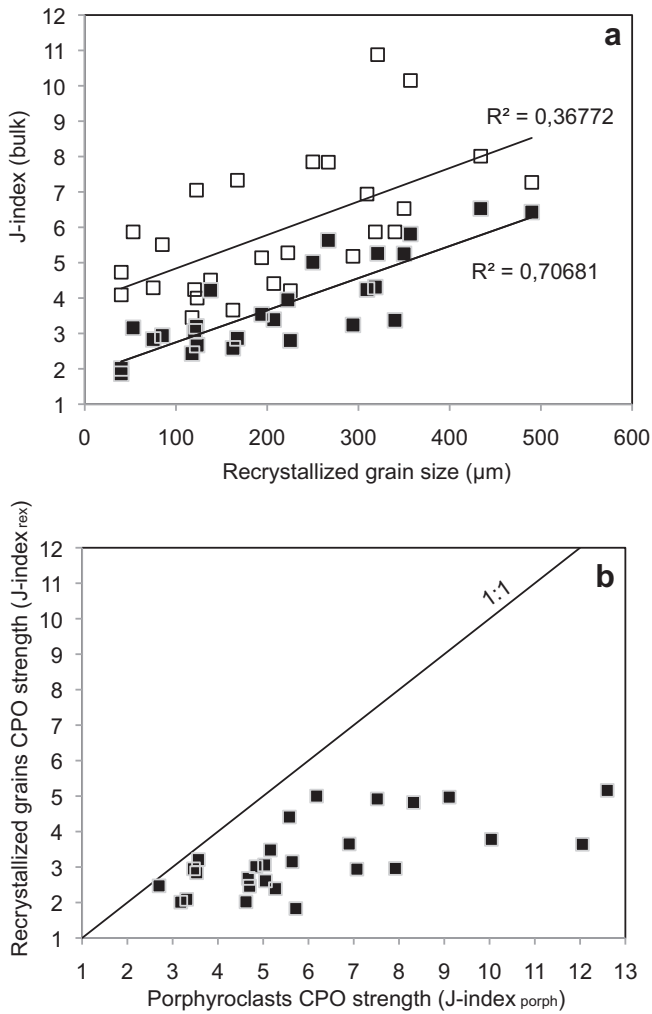 12
a
11
10
R² = 0,36772
9
8
7
J-index (bulk)
6
R² = 0,70681
5
4
3
2
1
0 100 200 300 400 500 600
Recrystallized grain size (µm)
12
b
11
1:1
10
9
8
7
Recrystallized grains CPO strength (J-index rex)
6
5
4
3
2
1
1 2 3 4 5 6 7 8 9 10 11 12 13
Porphyroclasts CPO strength (J-index porph)